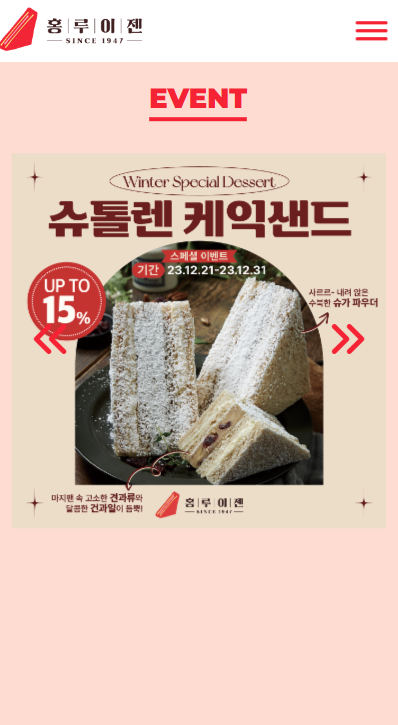 홍루이젠
SINCE 1947
EVENT
Winter Special Dessert
슈톨렌 케익샌드
스페셜 이벤트
기간 23.12.21-23.12.31
UP TO
15%
사르르~ 내려 앉은
수북한 슈가 파우더
마지팬 속 고소한 견과류와
달콤한 건과일이 듬뿍!
홍루이젠
SINCE 1947